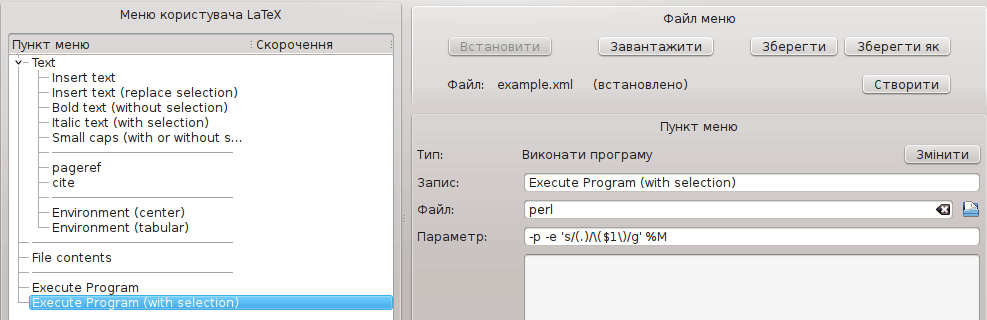 Меню користувача LaTeX
Пункт меню Скорочення
Text
Insert text
Insert text (replace selection)
Bold text (without selection)
Italic text (with selection)
Small caps (with or without s...
pageref
cite
Environment (center)
Environment (tabular)
File contents
Execute Program
Execute Program (with selection)
Файл меню
Встановити Завантажити Зберегти Зберегти як
Файл: example.xml (встановлено) Створити
Пункт меню
Тип: Виконати програму Змінити
Запис: Execute Program (with selection)
Файл: perl
Параметр: -p -e 's/(.)/\($1\)/g' %M